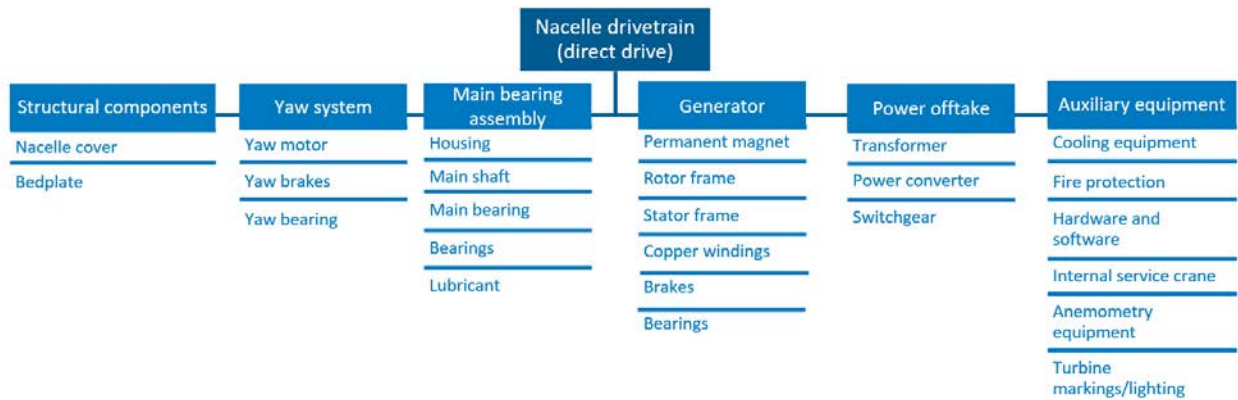 Nacelle drivetrain
(direct drive)
Structural components
Nacelle cover
Bedplate
Yaw system
Yaw motor
Yaw brakes
Yaw bearing
Main bearing
assembly
Housing
Main shaft
Main bearing
Bearings
Lubricant
Generator
Permanent magnet
Rotor frame
Stator frame
Copper windings
Brakes
Bearings
Power offtake
Transformer
Power converter
Switchgear
Auxiliary equipment
Cooling equipment
Fire protection
Hardware and
software
Internal service crane
Anemometry
equipment
Turbine
markings/lighting